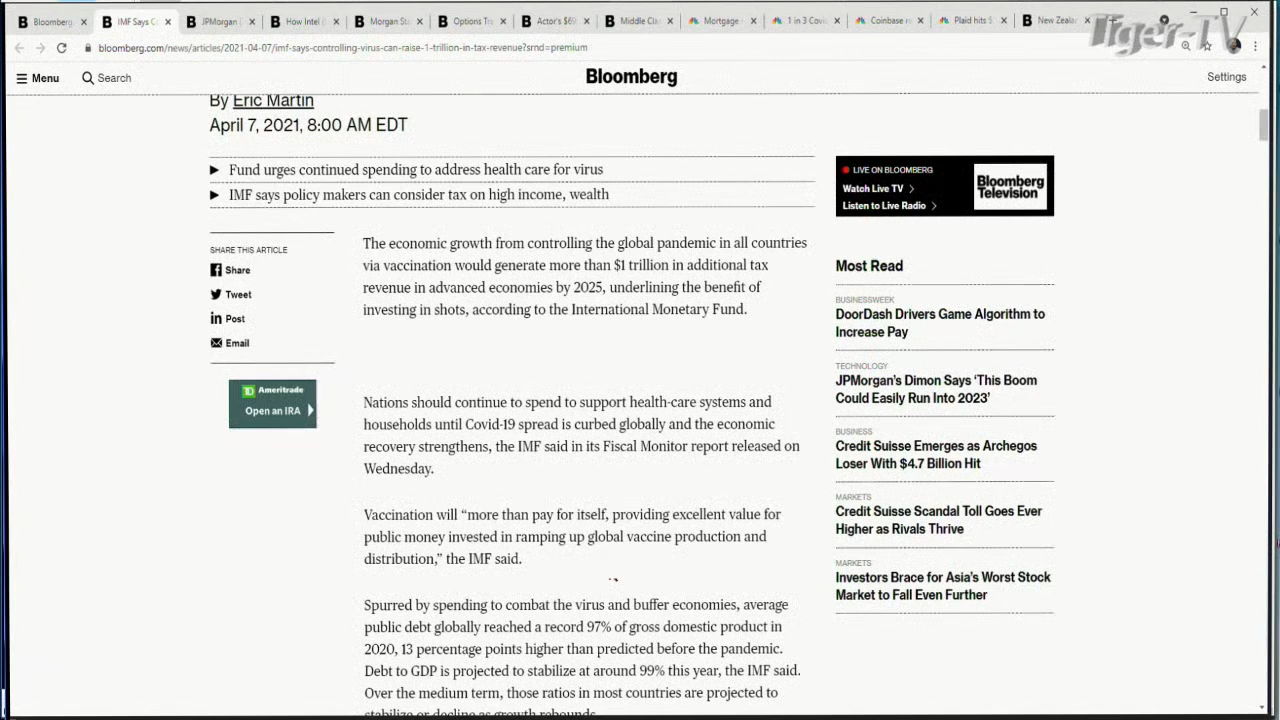 Bloomberg
IMF Says Co
JPMorgan
How Intel
Morgan Sta
Options Tra
Actor's $69
Middle Cla
Mortgage
1 in 3 Covi
Coinbase r
Plaid hits $
New Zeala
Tiger-TV
bloomberg.com/news/articles/2021-04-07/imf-says-controlling-virus-can-raise-1-trillion-in-tax-revenue?srnd=premium
Menu
Search
Bloomberg
Settings
By Eric Martin
April 7, 2021, 8:00 AM EDT
Fund urges continued spending to address health care for virus
IMF says policy makers can consider tax on high income, wealth
SHARE THIS ARTICLE
Share
Tweet
Post
Email
TD Ameritrade
Open an IRA
The economic growth from controlling the global pandemic in all countries
via vaccination would generate more than $1 trillion in additional tax
revenue in advanced economies by 2025, underlining the benefit of
investing in shots, according to the International Monetary Fund.
Nations should continue to spend to support health-care systems and
households until Covid-19 spread is curbed globally and the economic
recovery strengthens, the IMF said in its Fiscal Monitor report released on
Wednesday.
Vaccination will “more than pay for itself, providing excellent value for
public money invested in ramping up global vaccine production and
distribution,” the IMF said.
Spurred by spending to combat the virus and buffer economies, average
public debt globally reached a record 97% of gross domestic product in
2020, 13 percentage points higher than predicted before the pandemic.
Debt to GDP is projected to stabilize at around 99% this year, the IMF said.
Over the medium term, those ratios in most countries are projected to
stabilize or decline as growth rebounds.
LIVE ON BLOOMBERG
Watch Live TV
Listen to Live Radio
Bloomberg
Television
Most Read
BUSINESSWEEK
DoorDash Drivers Game Algorithm to
Increase Pay
TECHNOLOGY
JPMorgan’s Dimon Says ‘This Boom
Could Easily Run Into 2023’
BUSINESS
Credit Suisse Emerges as Archegos
Loser With $4.7 Billion Hit
MARKETS
Credit Suisse Scandal Toll Goes Ever
Higher as Rivals Thrive
MARKETS
Investors Brace for Asia’s Worst Stock
Market to Fall Even Further